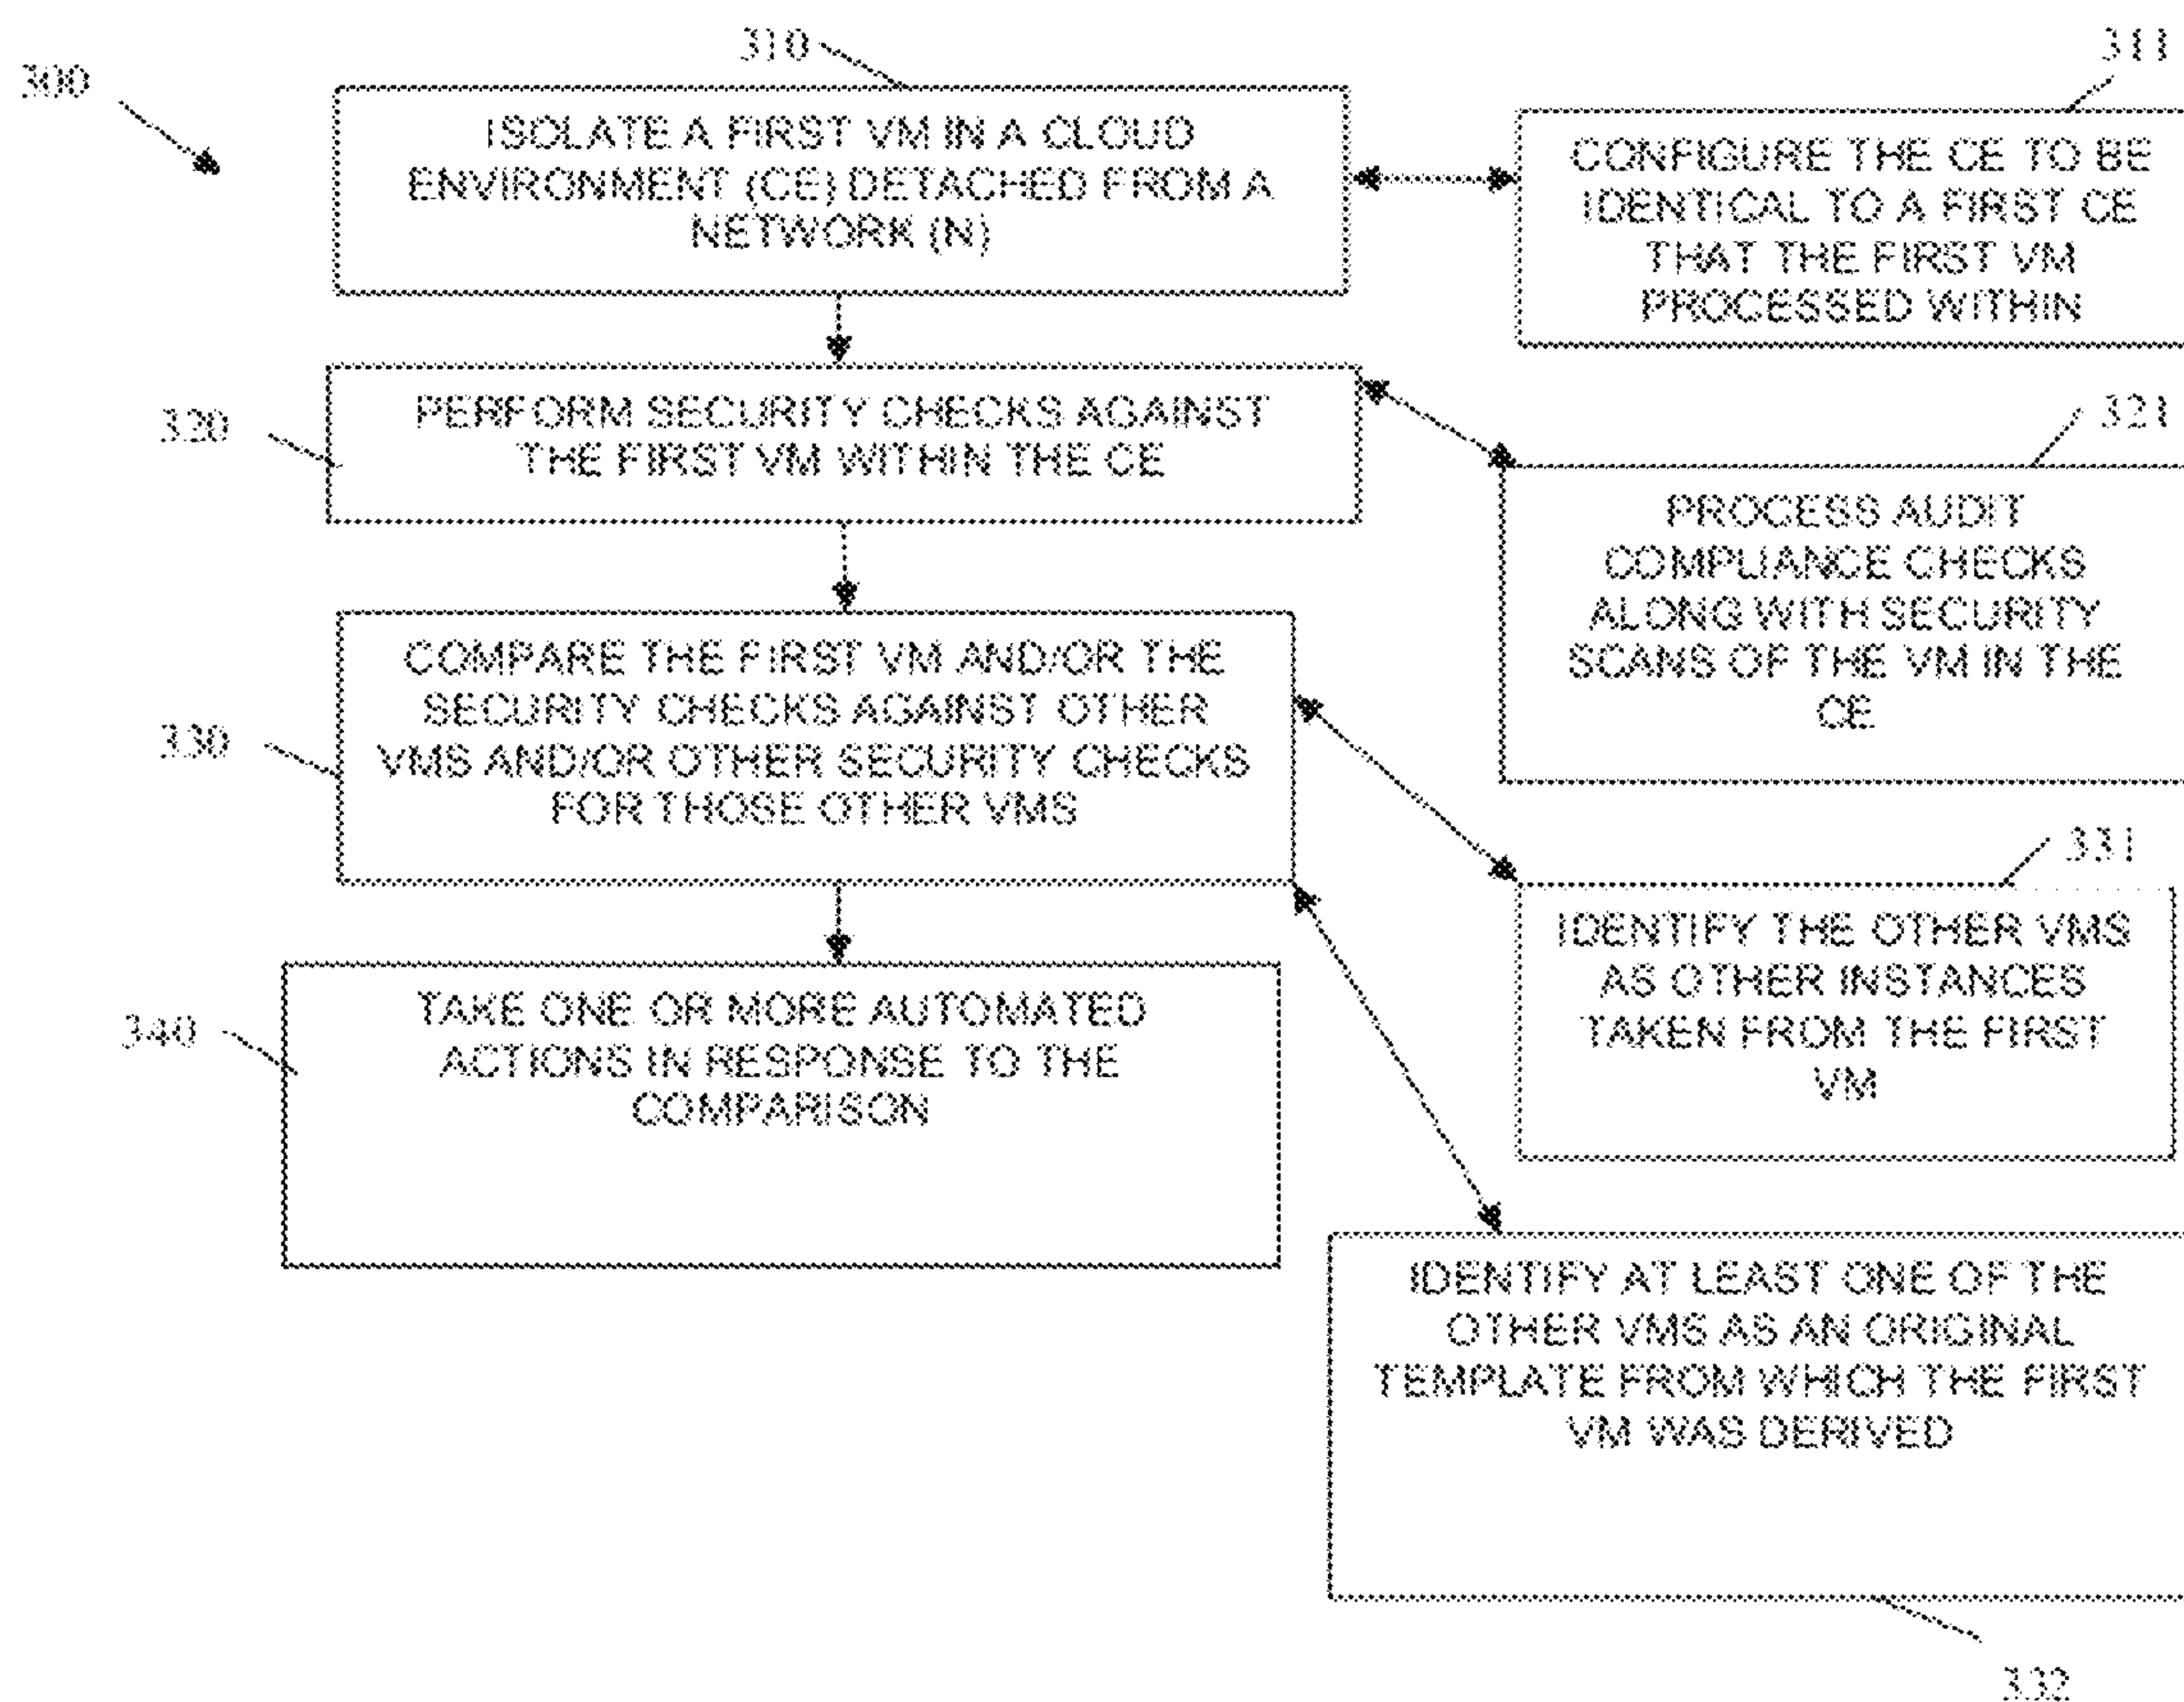 300
310
ISOLATE A FIRST VM IN A CLOUD
ENVIRONMENT (CE) DETACHED FROM A
NETWORK (N)
311
CONFIGURE THE CE TO BE
IDENTICAL TO A FIRST CE
THAT THE FIRST VM
PROCESSED WITHIN
320
PERFORM SECURITY CHECKS AGAINST
THE FIRST VM WITHIN THE CE
321
PROCESS AUDIT
COMPLIANCE CHECKS
ALONG WITH SECURITY
SCANS OF THE VM IN THE
CE
330
COMPARE THE FIRST VM AND/OR THE
SECURITY CHECKS AGAINST OTHER
VMS AND/OR OTHER SECURITY CHECKS
FOR THOSE OTHER VMS
331
IDENTIFY THE OTHER VMS
AS OTHER INSTANCES
TAKEN FROM THE FIRST
VM
340
TAKE ONE OR MORE AUTOMATED
ACTIONS IN RESPONSE TO THE
COMPARISON
IDENTIFY AT LEAST ONE OF THE
OTHER VMS AS AN ORIGINAL
TEMPLATE FROM WHICH THE FIRST
VM WAS DERIVED
332